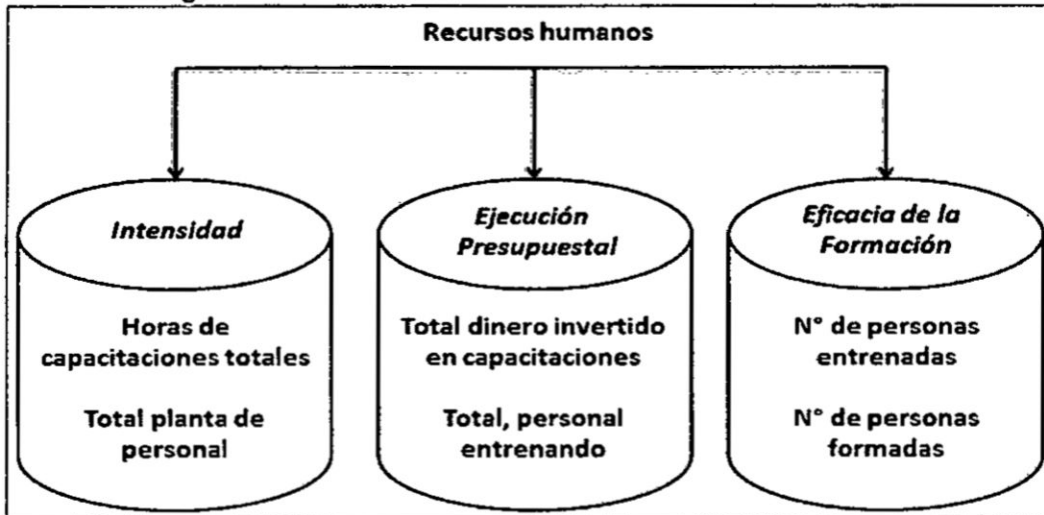 Recursos humanos
Intensidad
Horas de
capacitaciones totales
Total planta de
personal
Ejecución
Presupuestal
Total dinero invertido
en capacitaciones
Total, personal
entrenando
Eficacia de la
Formación
N° de personas
entrenadas
N° de personas
formadas